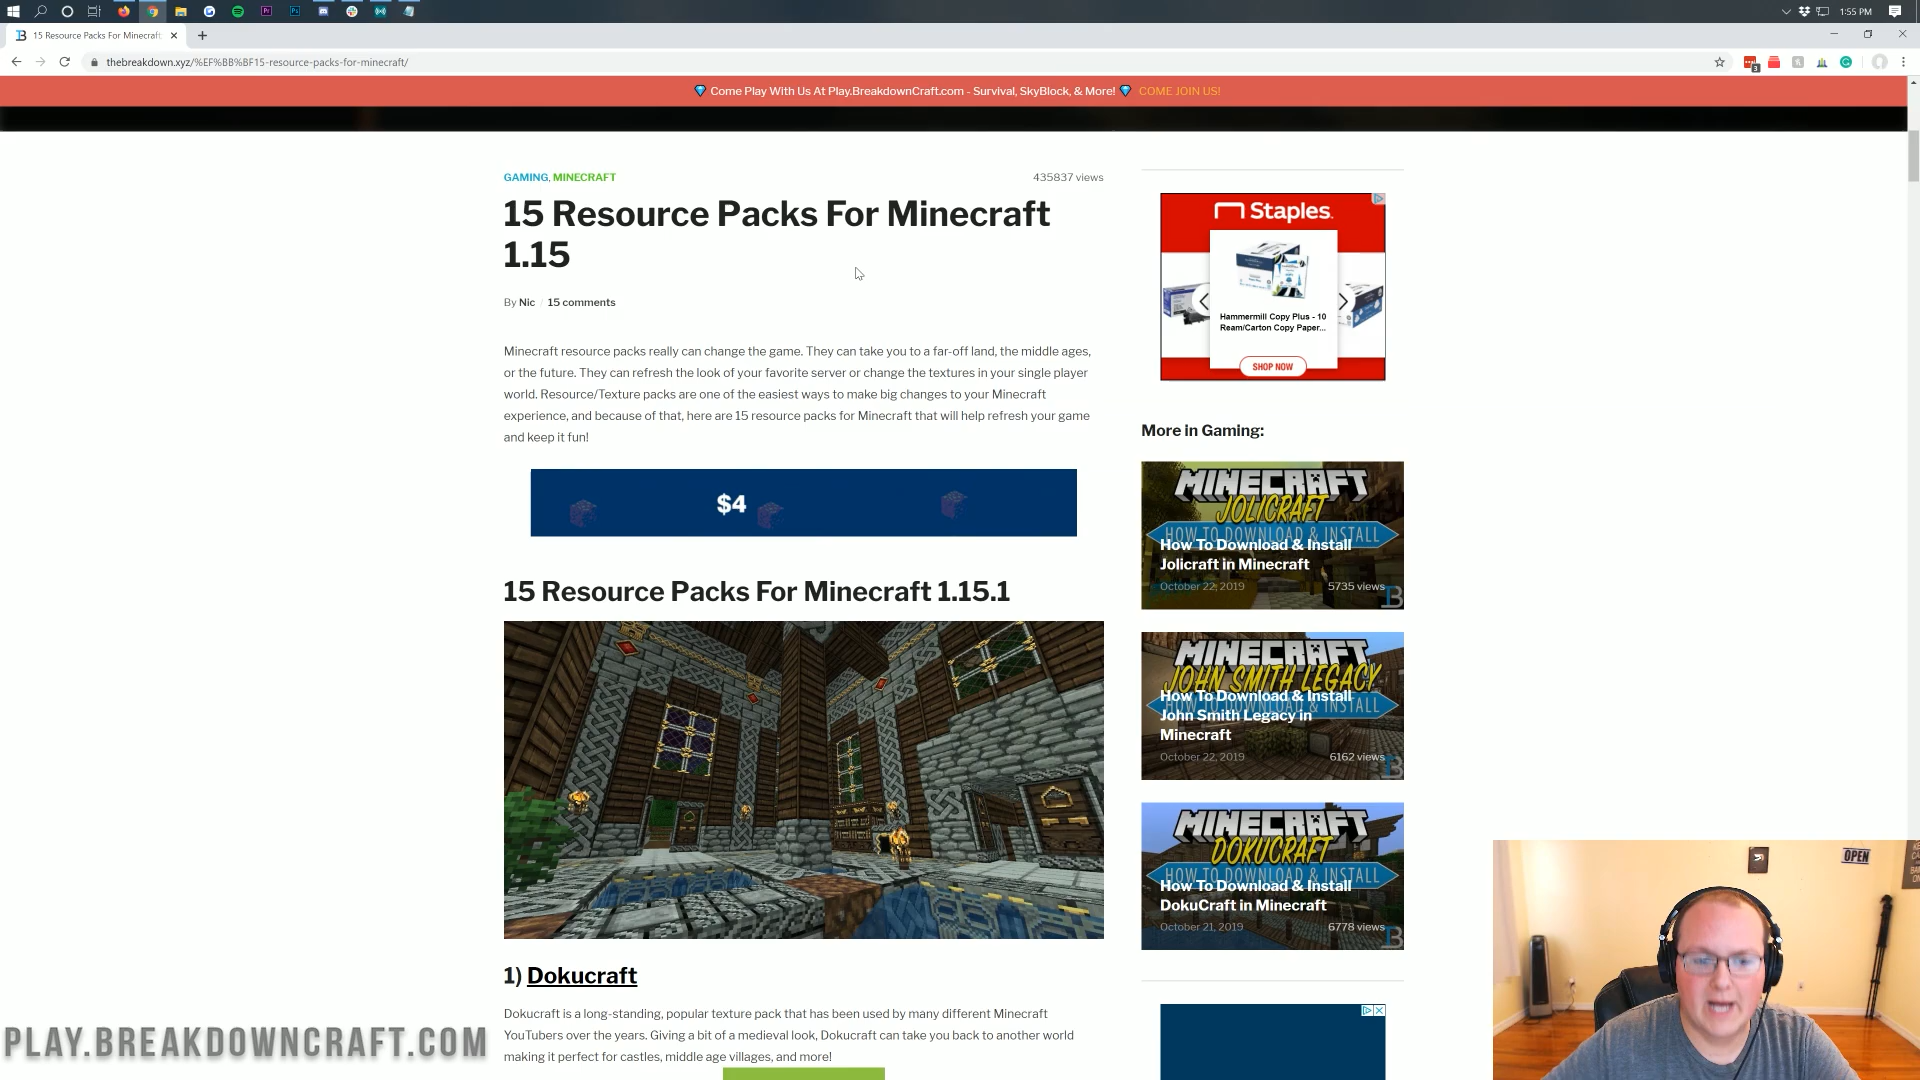 1:55 PM
15 Resource Packs For Minecraft
thebreakdown.xyz/%EF%BB%BF15-resource-packs-for-minecraft/
3
Come Play With Us At Play.BreakdownCraft.com - Survival, SkyBlock, & More! COME JOIN US!
GAMING, MINECRAFT
435837 views
15 Resource Packs For Minecraft
1.15
By Nic / 15 comments
Minecraft resource packs really can change the game. They can take you to a far-off land, the middle ages,
or the future. They can refresh the look of your favorite server or change the textures in your single player
world. Resource/Texture packs are one of the easiest ways to make big changes to your Minecraft
experience, and because of that, here are 15 resource packs for Minecraft that will help refresh your game
and keep it fun!
$4
15 Resource Packs For Minecraft 1.15.1
1) Dokucraft
Dokucraft is a long-standing, popular texture pack that has been used by many different Minecraft
YouTubers over the years. Giving a bit of a medieval look, Dokucraft can take you back to another world
making it perfect for castles, middle age villages, and more!
Staples
Hammermill Copy Plus - 10
Ream/Carton Copy Paper...
SHOP NOW
More in Gaming:
MINECRAFT
JOLICRAFT
HOW TO DOWNLOAD & INSTALL
How To Download & Install
Jolicraft in Minecraft
October 22, 2019
5735 views
MINECRAFT
JOHN SMITH LEGACY
HOW TO DOWNLOAD & INSTALL
How To Download & Install
John Smith Legacy in
Minecraft
October 22, 2019
6162 views
MINECRAFT
DOKUCRAFT
HOW TO DOWNLOAD & INSTALL
How To Download & Install
DokuCraft in Minecraft
October 21, 2019
6778 views
OPEN
PLAY.BREAKDOWNCRAFT.COM